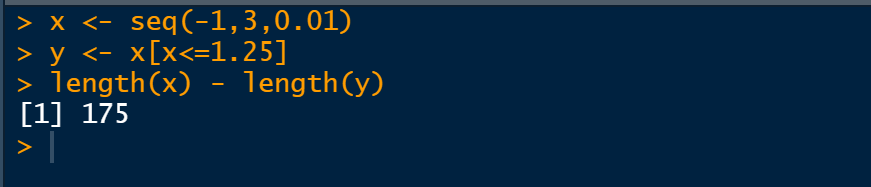 > x <- seq(-1,3,0.01)
> y <- x[x<=1.25]
> length(x) - length(y)
[1] 175
>